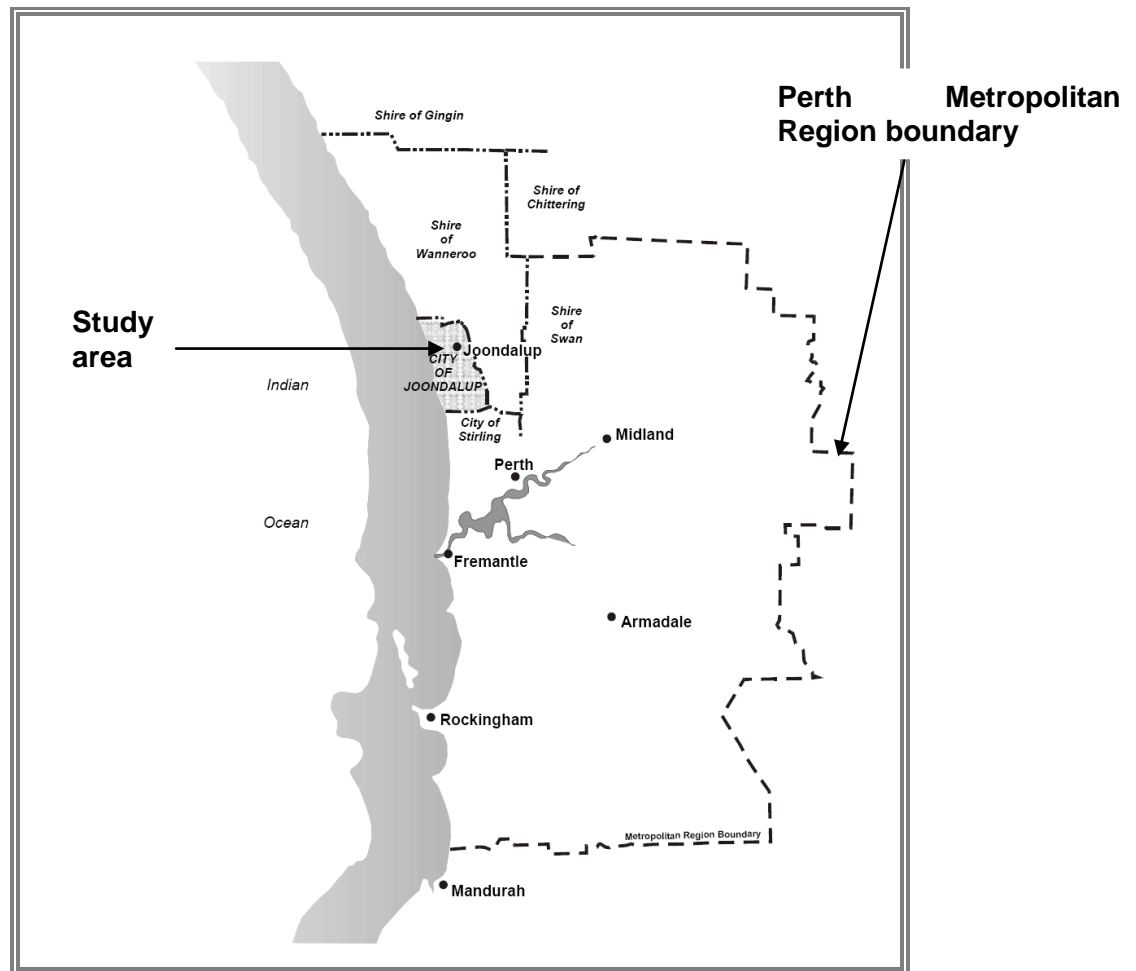 Perth Metropolitan
Region boundary
Shire of Gingin
Shire of
Chittering
Shire
of
Wanneroo
Shire
of
Swan
Study
area
Joondalup
CITY
OF
JOONDALUP
Indian
City of
Stirling
Midland
Perth
Ocean
Fremantle
Armadale
Rockingham
Metropolitan Region Boundary
Mandurah